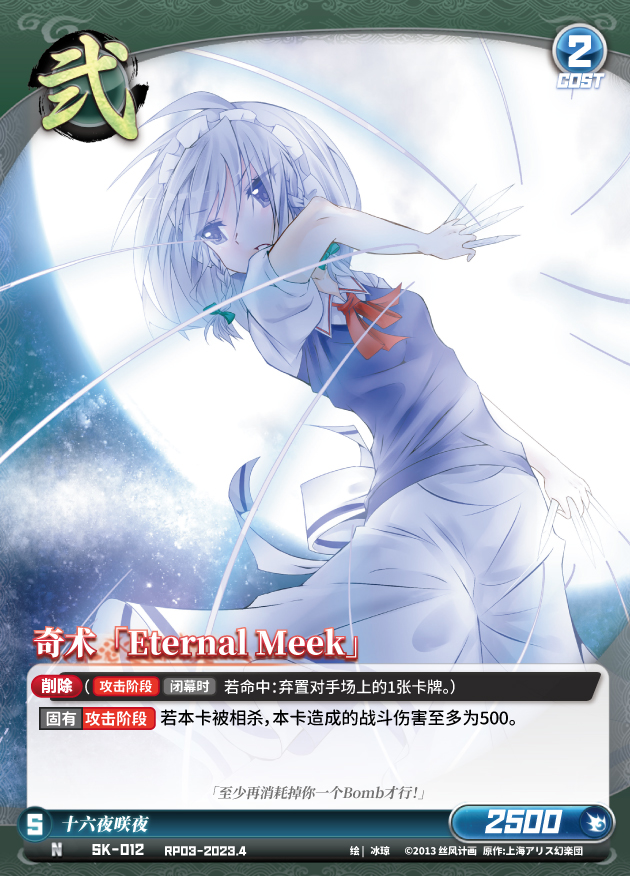 弐
2
COST
奇术「Eternal Meek」
削除 ( 攻击阶段 闭幕时 若命中：弃置对手场上的1张卡牌。)
固有 攻击阶段 若本卡被相杀，本卡造成的战斗伤害至多为500。
「至少再消耗掉你一个Bomb才行！」
S 十六夜咲夜 2500
N SK-012 RP03-2023.4 绘 | 冰琼 ©2013 丝风计画 原作:上海アリス幻楽団